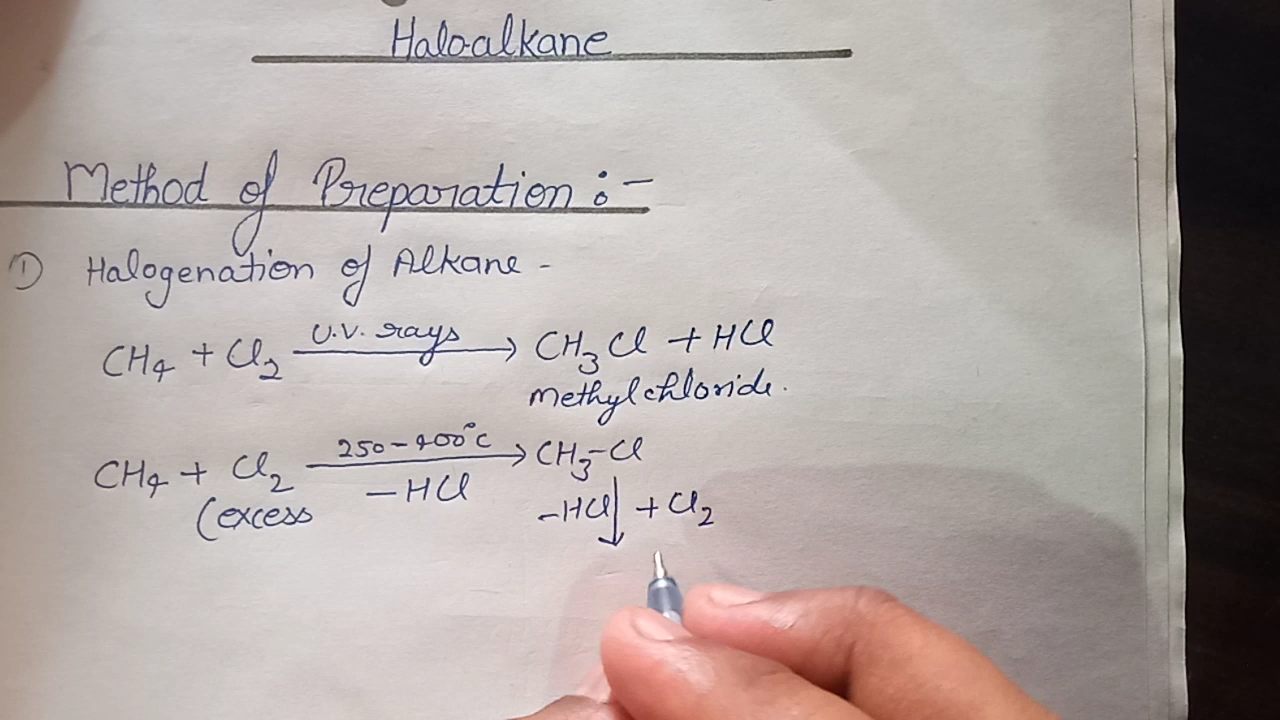 Haloalkane
Method of Preparation :-
① Halogenation of Alkane -
CH₄ + Cl₂ —U.V. rays→ CH₃Cl + HCl
methylchloride.
CH₄ + Cl₂ —250-400°C→ CH₃-Cl
-HCl
(excess
-HCl ↓ + Cl₂